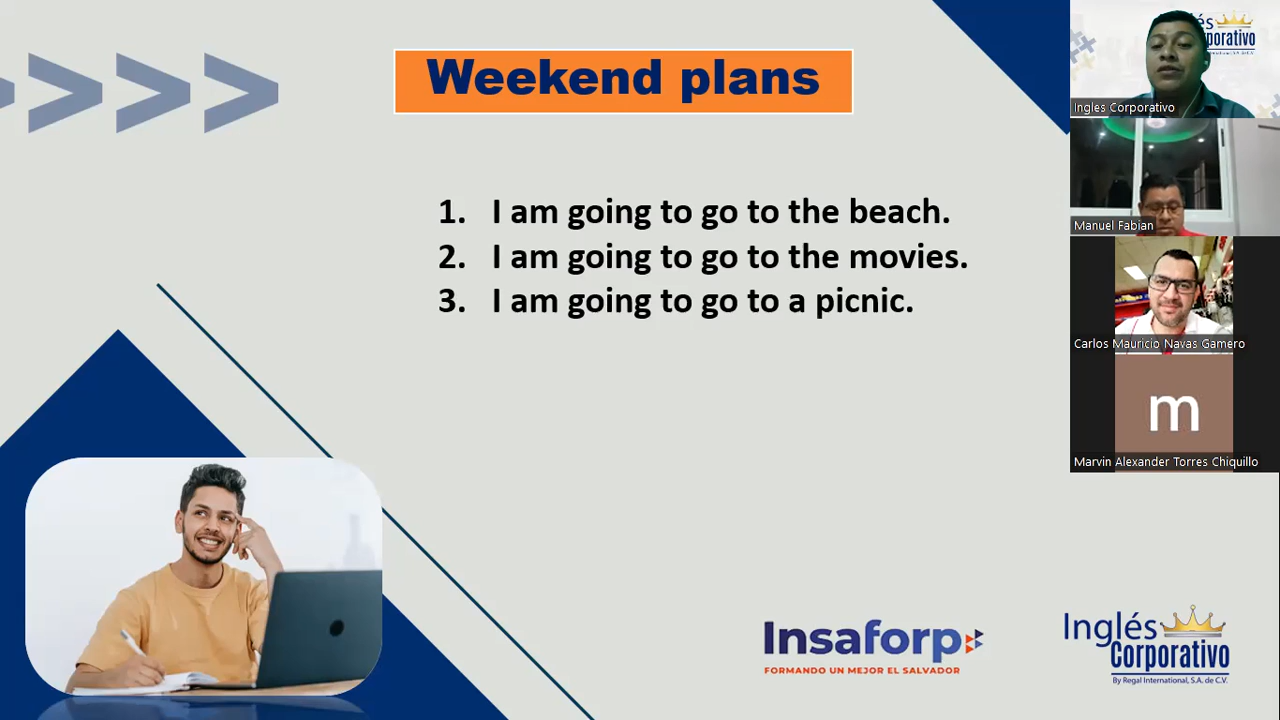 Weekend plans
1. I am going to go to the beach.
2. I am going to go to the movies.
3. I am going to go to a picnic.
Insaforp
FORMANDO UN MEJOR EL SALVADOR
Inglés
Corporativo
By Regal International, S.A. de C.V.
Ingles Corporativo
Manuel Fabian
Carlos Mauricio Navas Gamero
m
Marvin Alexander Torres Chiquillo